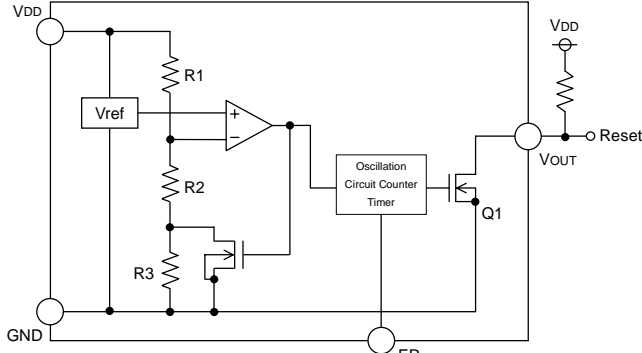 VDD
VDD
R1
Vref
+
−
Reset
VOUT
Oscillation
Circuit Counter
Timer
R2
Q1
R3
GND